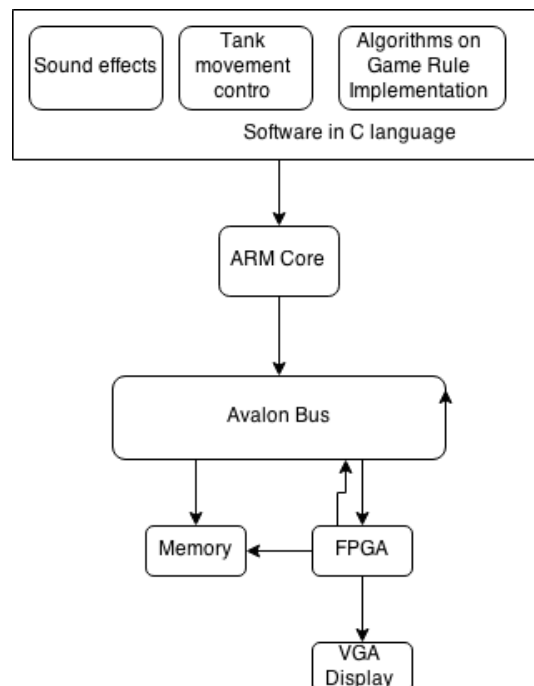 Sound effects
Tank
movement
contro
Algorithms on
Game Rule
Implementation
Software in C language
ARM Core
Avalon Bus
Memory
FPGA
VGA
Display